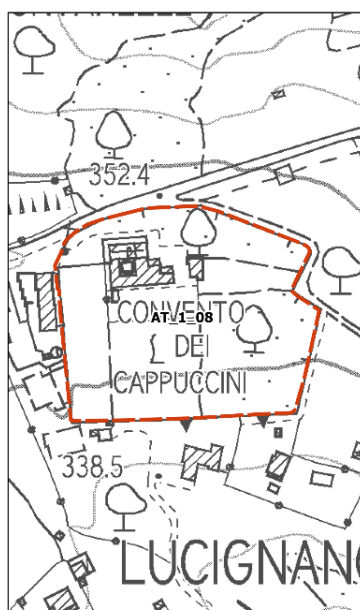 352.4
CONVENTO
AT_1_08
DEI
CAPPUCCINI
338.5
LUCIGNANO